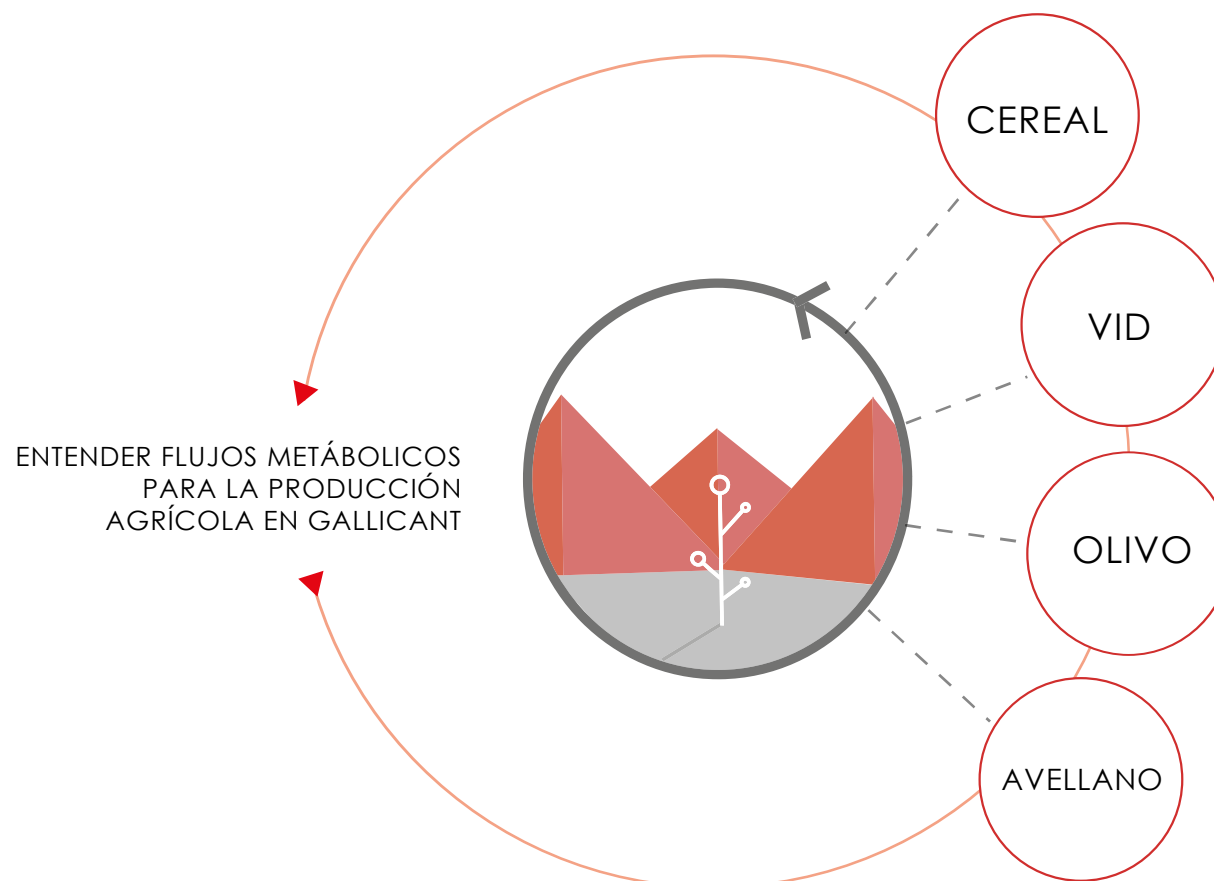 CEREAL
VID
ENTENDER FLUJOS METÁBOLICOS
PARA LA PRODUCCIÓN
AGRÍCOLA EN GALLICANT
OLIVO
AVELLANO